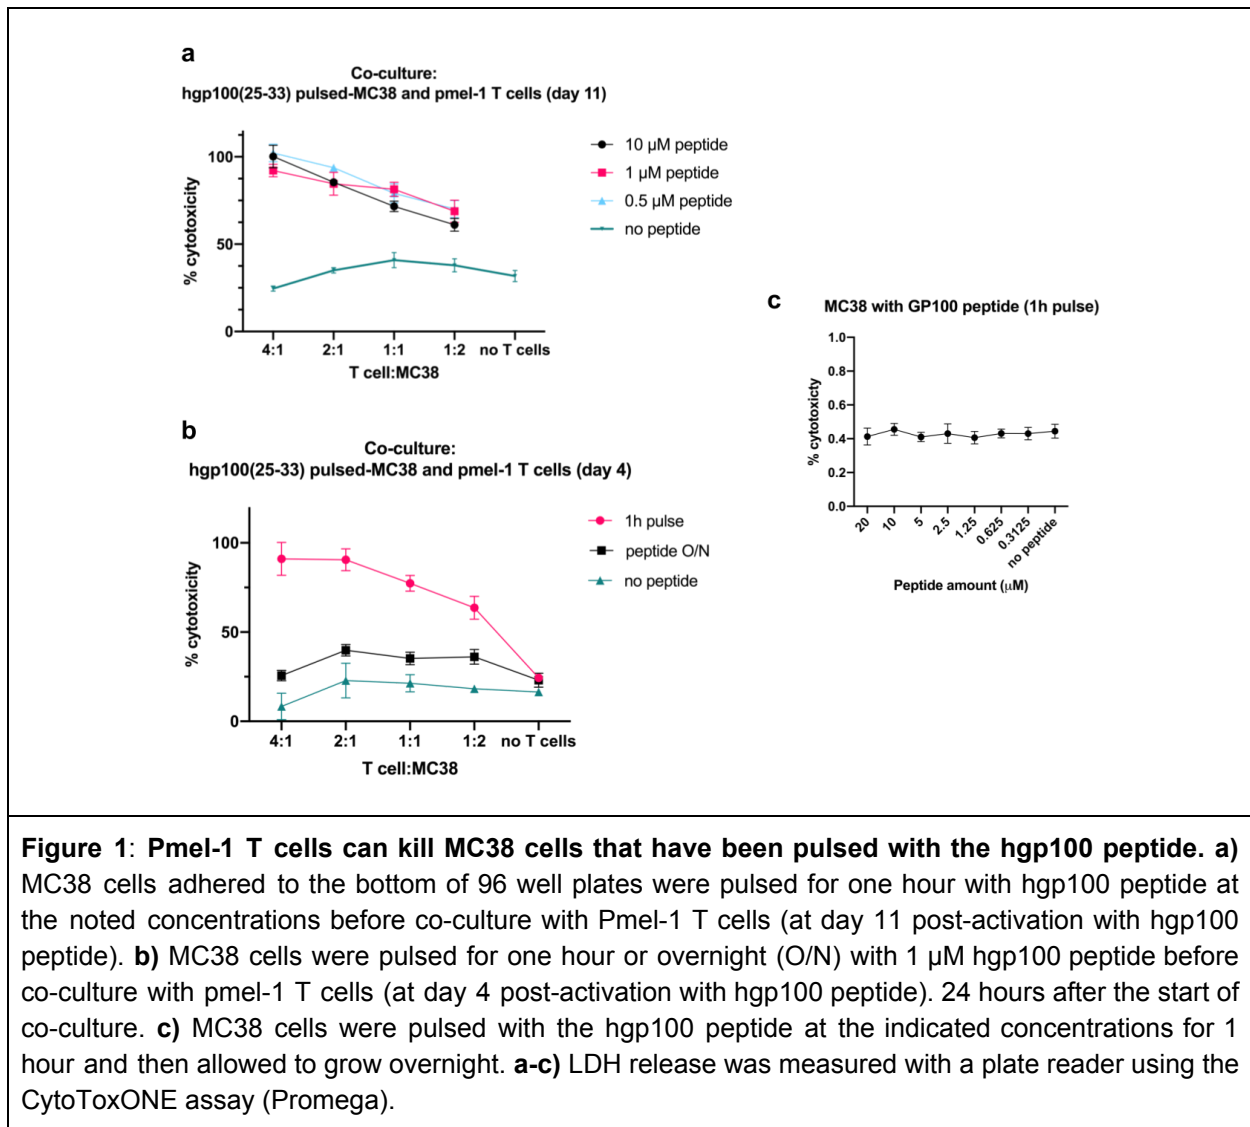 a
Co-culture:
hgp100(25-33) pulsed-MC38 and pmel-1 T cells (day 11)
% cytotoxicity
100
50
0
4:1 2:1 1:1 1:2 no T cells
T cell:MC38
10 µM peptide
1 µM peptide
0.5 µM peptide
no peptide
b
Co-culture:
hgp100(25-33) pulsed-MC38 and pmel-1 T cells (day 4)
% cytotoxicity
100
50
0
4:1 2:1 1:1 1:2 no T cells
T cell:MC38
1h pulse
peptide O/N
no peptide
c
MC38 with GP100 peptide (1h pulse)
% cytotoxicty
1.0
0.8
0.6
0.4
0.2
0.0
20 10 5 2.5 1.25 0.625 0.3125 no peptide
Peptide amount (µM)
Figure 1: Pmel-1 T cells can kill MC38 cells that have been pulsed with the hgp100 peptide. a)
MC38 cells adhered to the bottom of 96 well plates were pulsed for one hour with hgp100 peptide at
the noted concentrations before co-culture with Pmel-1 T cells (at day 11 post-activation with hgp100
peptide). b) MC38 cells were pulsed for one hour or overnight (O/N) with 1 µM hgp100 peptide before
co-culture with pmel-1 T cells (at day 4 post-activation with hgp100 peptide). 24 hours after the start of
co-culture. c) MC38 cells were pulsed with the hgp100 peptide at the indicated concentrations for 1
hour and then allowed to grow overnight. a-c) LDH release was measured with a plate reader using the
CytoToxONE assay (Promega).